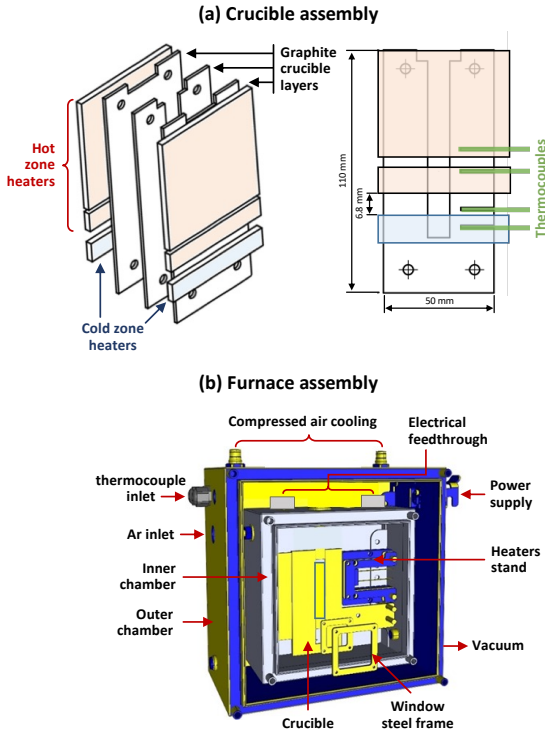 (a) Crucible assembly
Graphite
crucible
layers
Hot
zone
heaters
Cold zone
heaters
110 mm
6.8 mm
50 mm
Thermocouples
(b) Furnace assembly
Compressed air cooling
Electrical
feedthrough
thermocouple
inlet
Power
supply
Ar inlet
Heaters
stand
Inner
chamber
Outer
chamber
Vacuum
Crucible
Window
steel frame